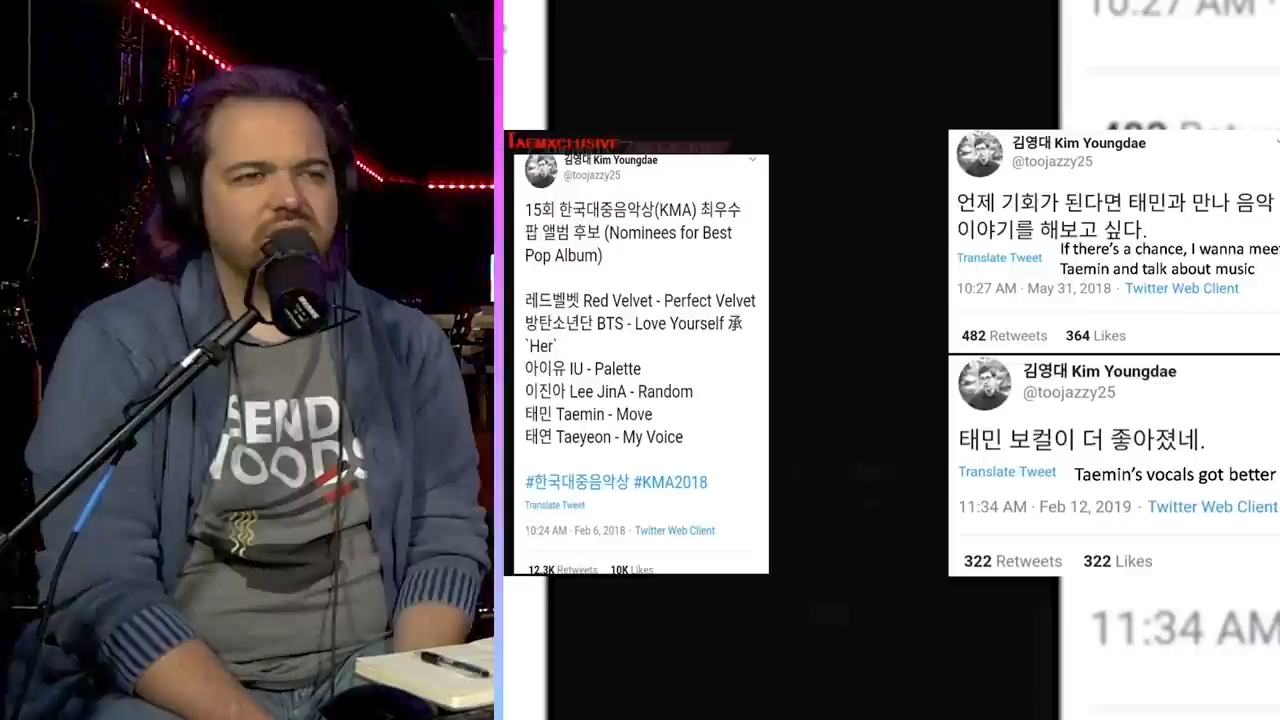 SEND
NOODS
TAEMXCLUSIVE
김영대 Kim Youngdae
@toojazzy25
15회 한국대중음악상(KMA) 최우수
팝 앨범 후보 (Nominees for Best
Pop Album)
레드벨벳 Red Velvet - Perfect Velvet
방탄소년단 BTS - Love Yourself 承
`Her`
아이유 IU - Palette
이진아 Lee JinA - Random
태민 Taemin - Move
태연 Taeyeon - My Voice
#한국대중음악상 #KMA2018
Translate Tweet
10:24 AM · Feb 6, 2018 · Twitter Web Client
12.3K Retweets 10K Likes
10:27 AM ·
482 Retw
김영대 Kim Youngdae
@toojazzy25
언제 기회가 된다면 태민과 만나 음악
이야기를 해보고 싶다.
If there's a chance, I wanna meet
Translate Tweet
Taemin and talk about music
10:27 AM · May 31, 2018 · Twitter Web Client
482 Retweets 364 Likes
김영대 Kim Youngdae
@toojazzy25
태민 보컬이 더 좋아졌네.
Translate Tweet Taemin's vocals got better
11:34 AM · Feb 12, 2019 · Twitter Web Client
322 Retweets 322 Likes
11:34 AM